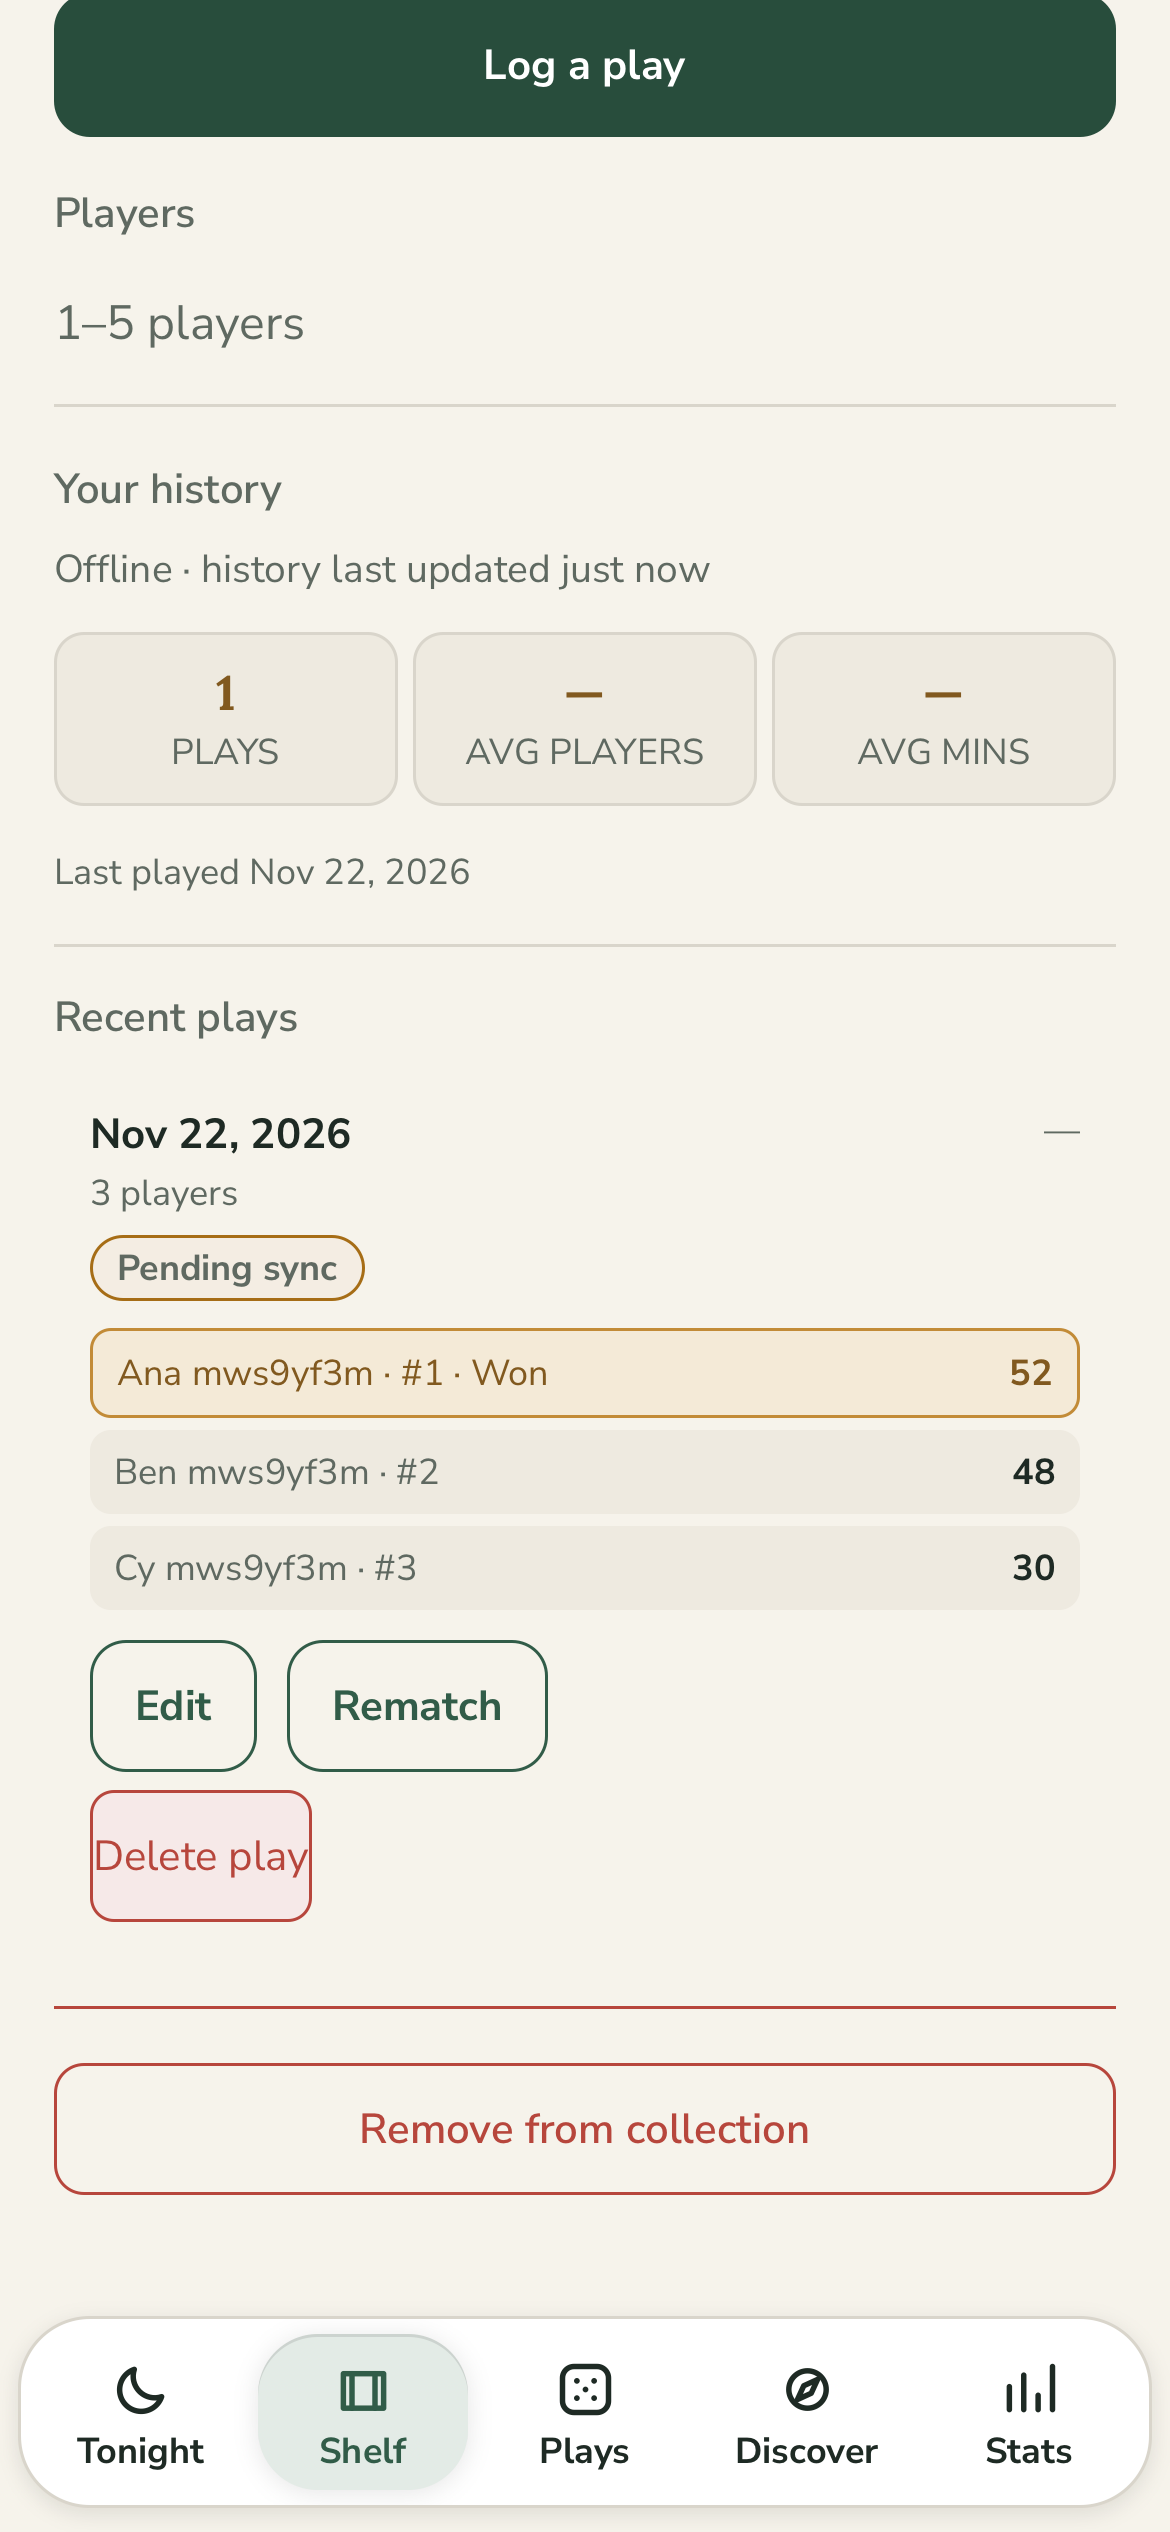 Log a play
Players
1–5 players
Your history
Offline · history last updated just now
1
PLAYS
—
AVG PLAYERS
—
AVG MINS
Last played Nov 22, 2026
Recent plays
Nov 22, 2026 —
3 players
Pending sync
Ana mws9yf3m · #1 · Won 52
Ben mws9yf3m · #2 48
Cy mws9yf3m · #3 30
Edit Rematch
Delete play
Remove from collection
Tonight Shelf Plays Discover Stats